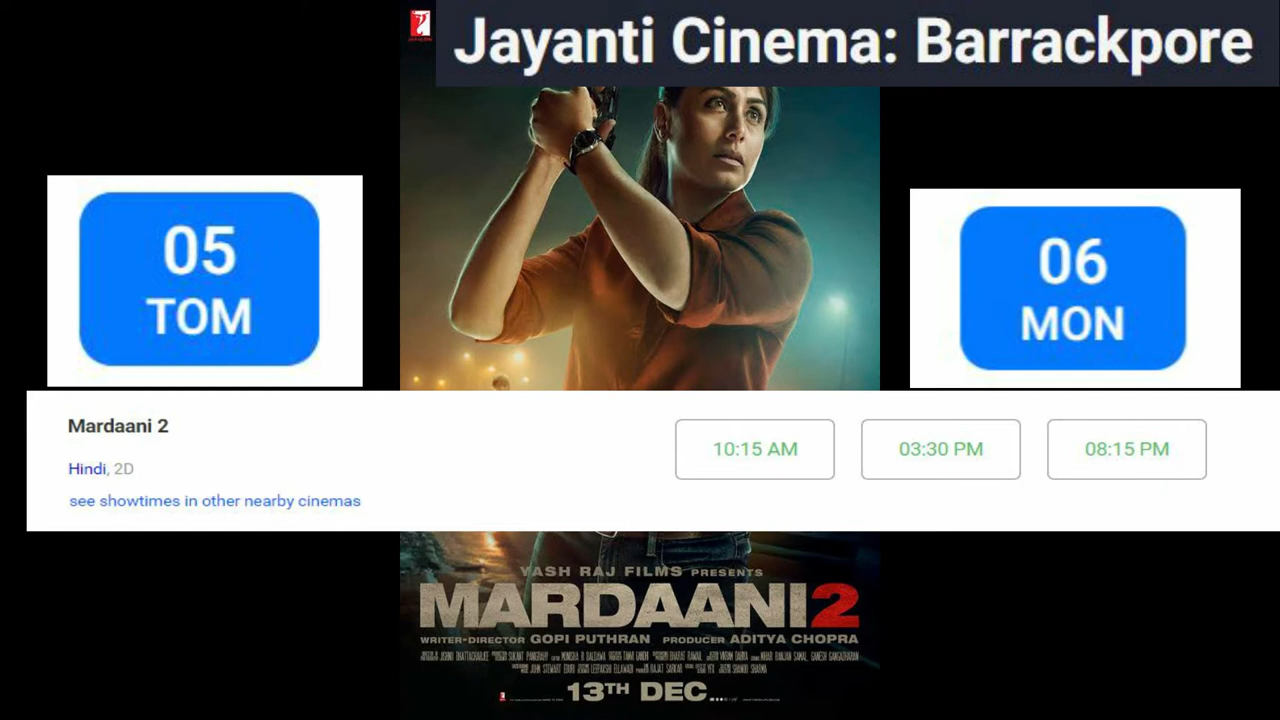 Jayanti Cinema: Barrackpore
05
TOM
06
MON
Mardaani 2
Hindi, 2D
see showtimes in other nearby cinemas
10:15 AM
03:30 PM
08:15 PM
YASH RAJ FILMS PRESENTS
MARDAANI 2
WRITER-DIRECTOR GOPI PUTHRAN PRODUCER ADITYA CHOPRA
13TH DEC